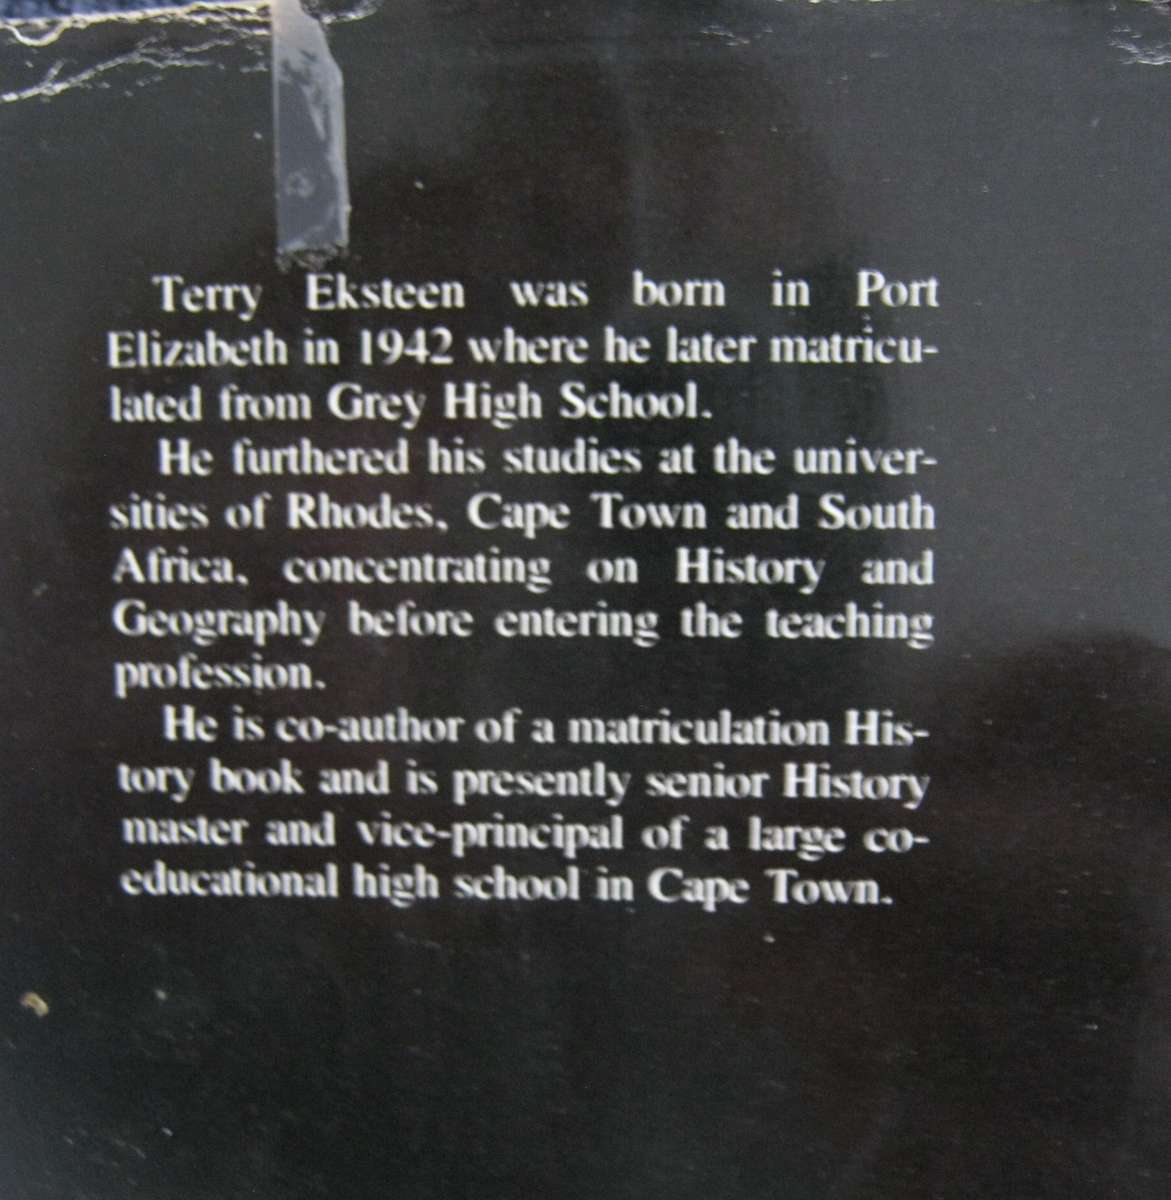 Terry Eksteen was born in Port
Elizabeth in 1942 where he later matricu-
lated from Grey High School.
He furthered his studies at the univer-
sities of Rhodes, Cape Town and South
Africa, concentrating on History and
Geography before entering the teaching
profession.
He is co-author of a matriculation His-
tory book and is presently senior History
master and vice-principal of a large co-
educational high school in Cape Town.